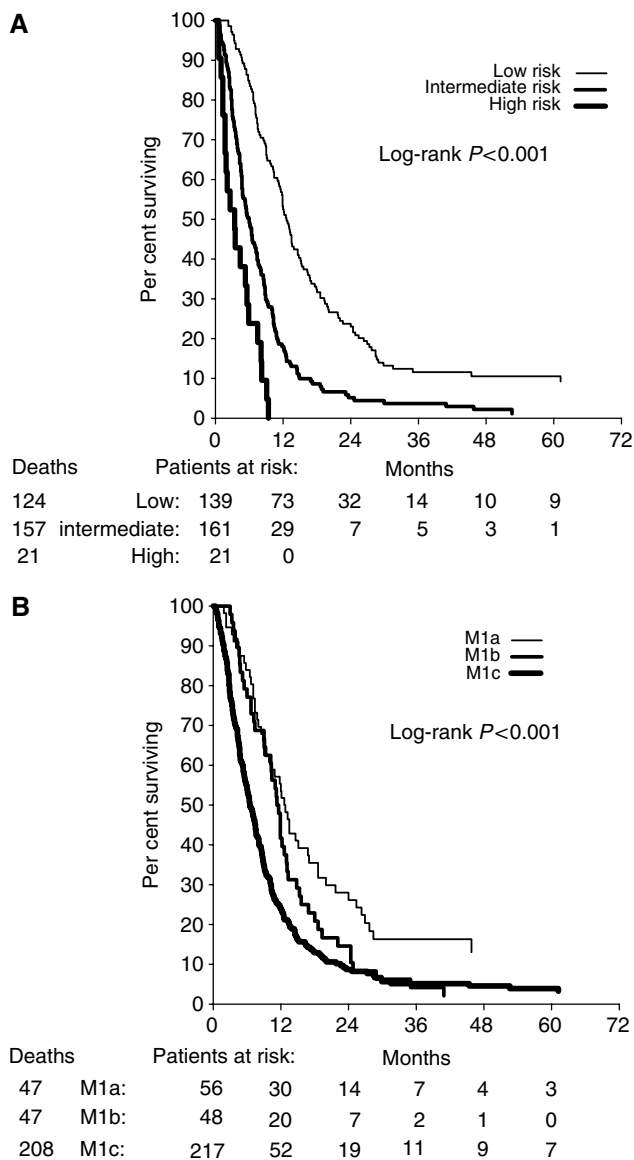 A
Per cent surviving
100
90
80
70
60
50
40
30
20
10
0
Low risk
Intermediate risk
High risk
Log-rank P<0.001
0 12 24 36 48 60 72
Deaths Patients at risk: Months
124 Low: 139 73 32 14 10 9
157 intermediate: 161 29 7 5 3 1
21 High: 21 0
B
Per cent surviving
100
90
80
70
60
50
40
30
20
10
0
M1a
M1b
M1c
Log-rank P<0.001
0 12 24 36 48 60 72
Deaths Patients at risk: Months
47 M1a: 56 30 14 7 4 3
47 M1b: 48 20 7 2 1 0
208 M1c: 217 52 19 11 9 7